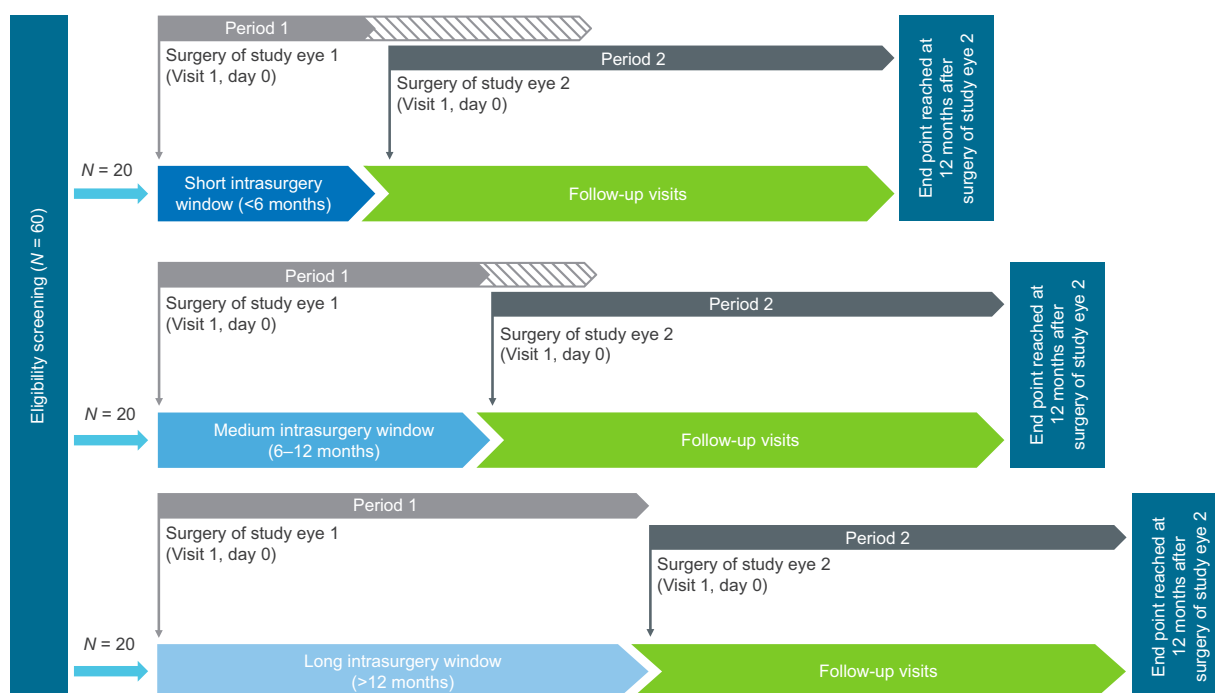 Eligibility screening (N = 60)
Period 1
Surgery of study eye 1
(Visit 1, day 0)
Period 2
Surgery of study eye 2
(Visit 1, day 0)
N = 20
Short intrasurgery
window (<6 months)
Follow-up visits
End point reached at
12 months after
surgery of study eye 2
Period 1
Surgery of study eye 1
(Visit 1, day 0)
Period 2
Surgery of study eye 2
(Visit 1, day 0)
N = 20
Medium intrasurgery window
(6–12 months)
Follow-up visits
End point reached at
12 months after
surgery of study eye 2
Period 1
Surgery of study eye 1
(Visit 1, day 0)
Period 2
Surgery of study eye 2
(Visit 1, day 0)
N = 20
Long intrasurgery window
(>12 months)
Follow-up visits
End point reached at
12 months after
surgery of study eye 2